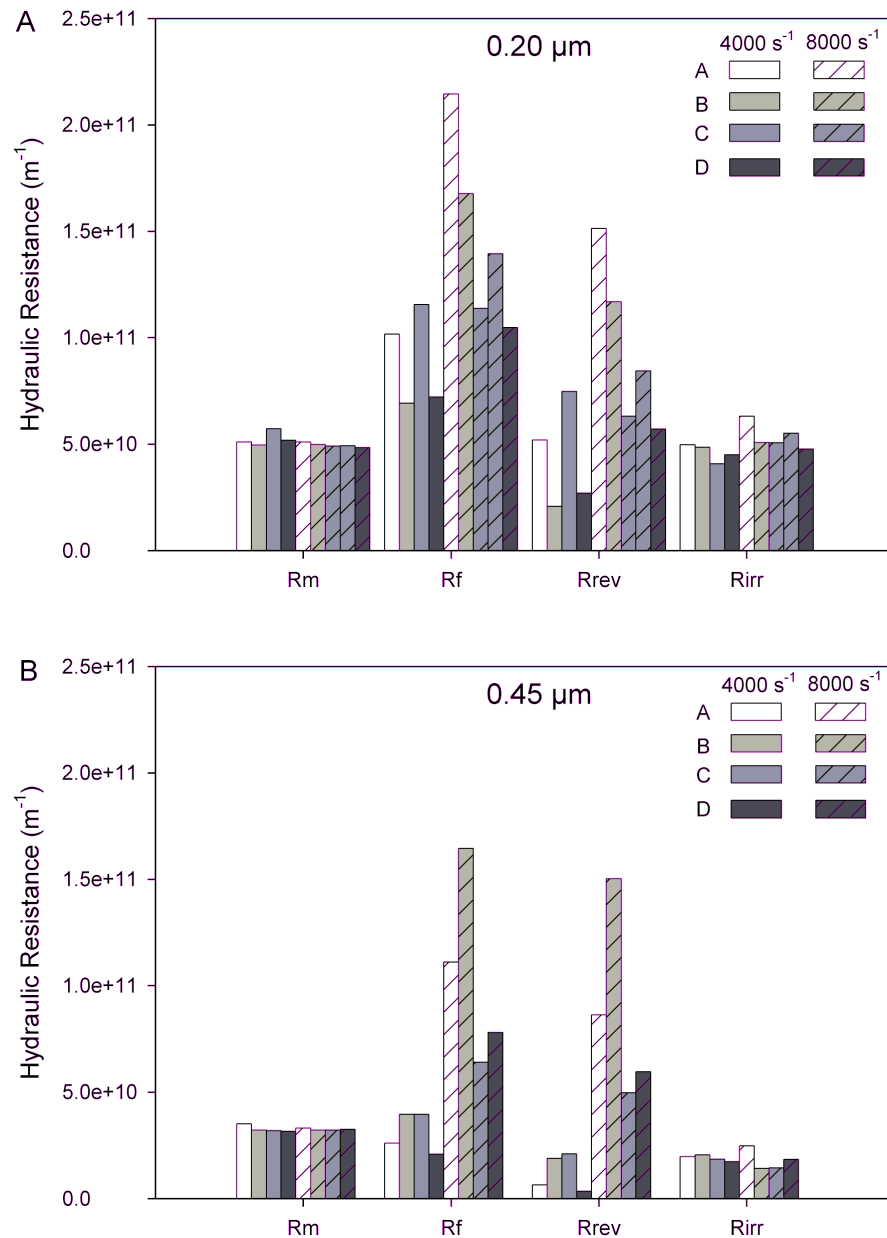 A
0.20 µm
4000 s⁻¹ 8000 s⁻¹
A
B
C
D
2.5e+11
2.0e+11
1.5e+11
1.0e+11
5.0e+10
0.0
Hydraulic Resistance (m⁻¹)
Rm Rf Rrev Rirr
B
0.45 µm
4000 s⁻¹ 8000 s⁻¹
A
B
C
D
2.5e+11
2.0e+11
1.5e+11
1.0e+11
5.0e+10
0.0
Hydraulic Resistance (m⁻¹)
Rm Rf Rrev Rirr